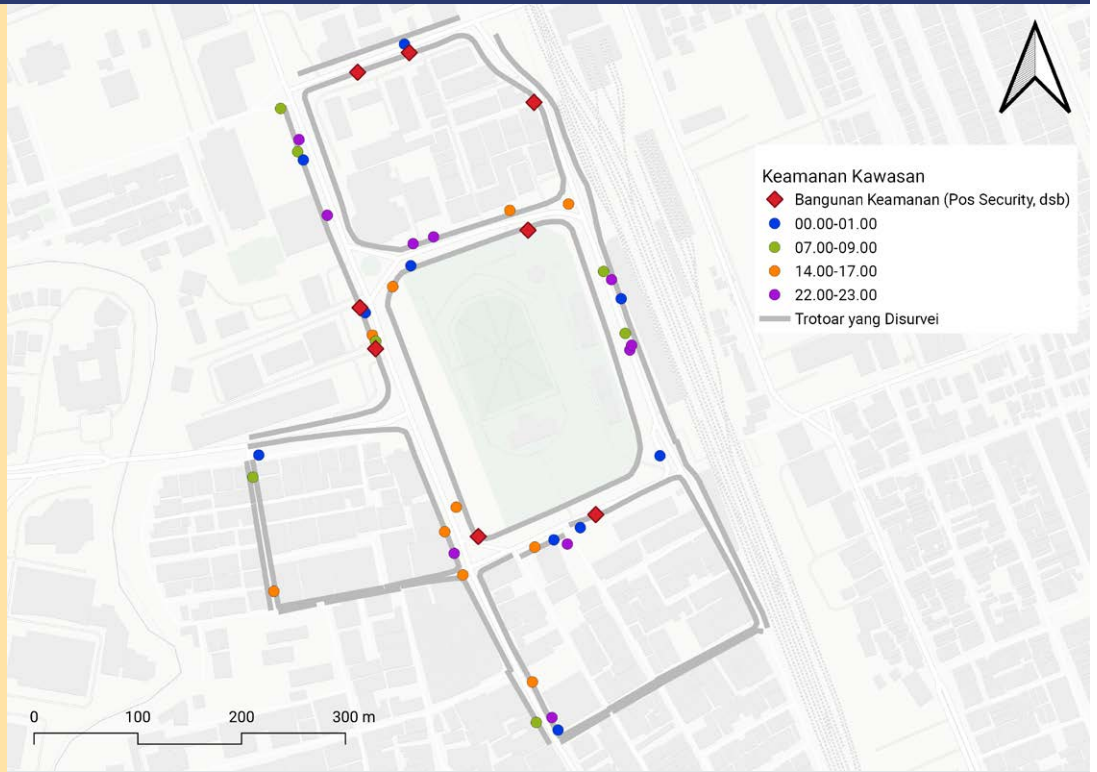 Keamanan Kawasan
Bangunan Keamanan (Pos Security, dsb)
00.00-01.00
07.00-09.00
14.00-17.00
22.00-23.00
Trotoar yang Disurvei
0 100 200 300 m